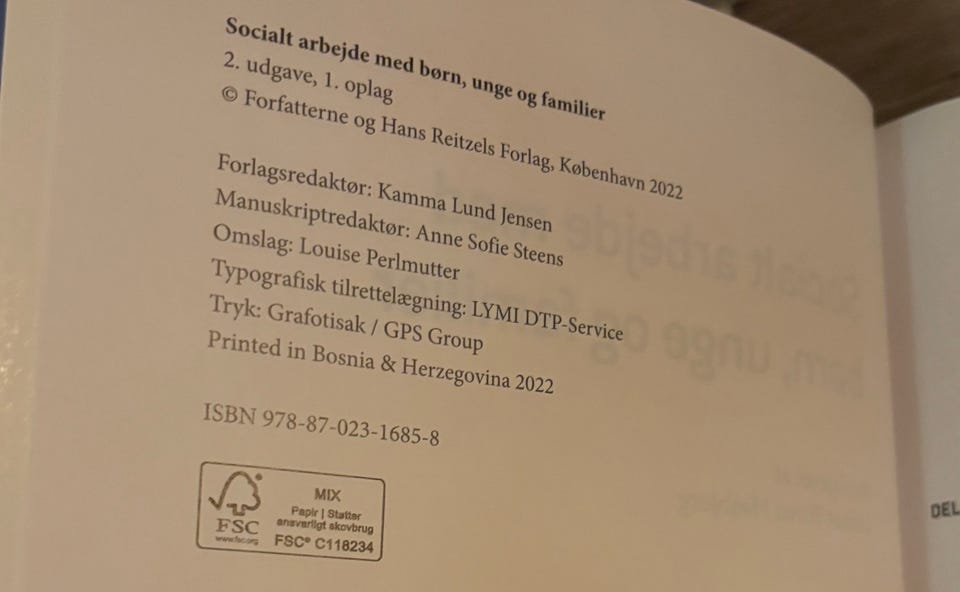 Socialt arbejde med børn, unge og familier
2. udgave, 1. oplag
© Forfatterne og Hans Reitzels Forlag, København 2022
Forlagsredaktør: Kamma Lund Jensen
Manuskriptredaktør: Anne Sofie Steens
Omslag: Louise Perlmutter
Typografisk tilrettelægning: LYMI DTP-Service
Tryk: Grafotisak / GPS Group
Printed in Bosnia & Herzegovina 2022
ISBN 978-87-023-1685-8
FSC
www.fsc.org
MIX
Papir | Støtter
ansvarligt skovbrug
FSC® C118234
DEL